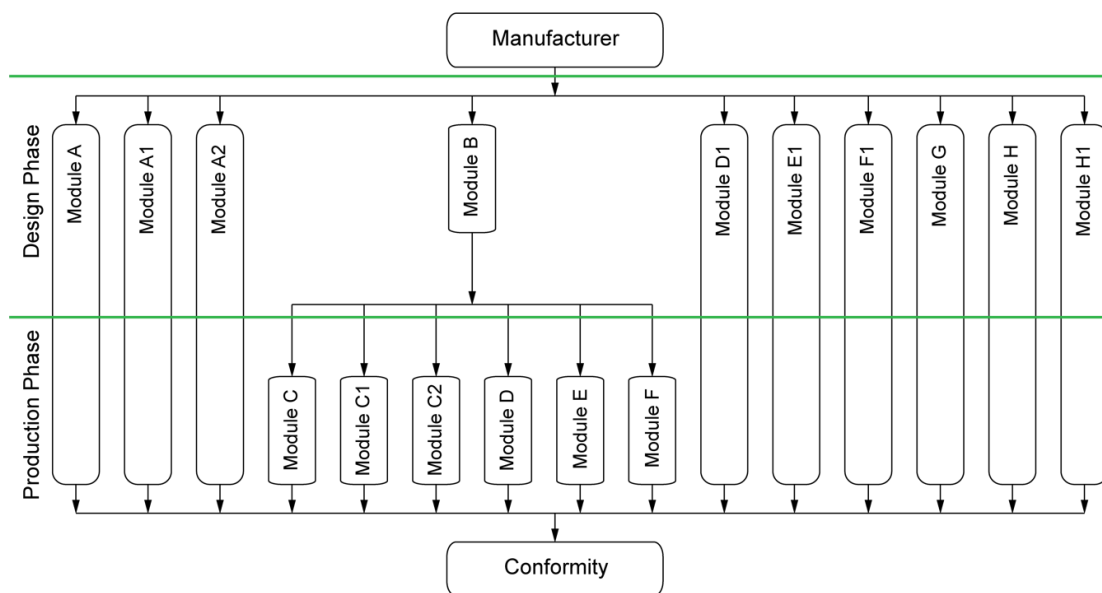 Manufacturer
Design Phase
Module A
Module A1
Module A2
Module B
Module D1
Module E1
Module F1
Module G
Module H
Module H1
Production Phase
Module C
Module C1
Module C2
Module D
Module E
Module F
Conformity